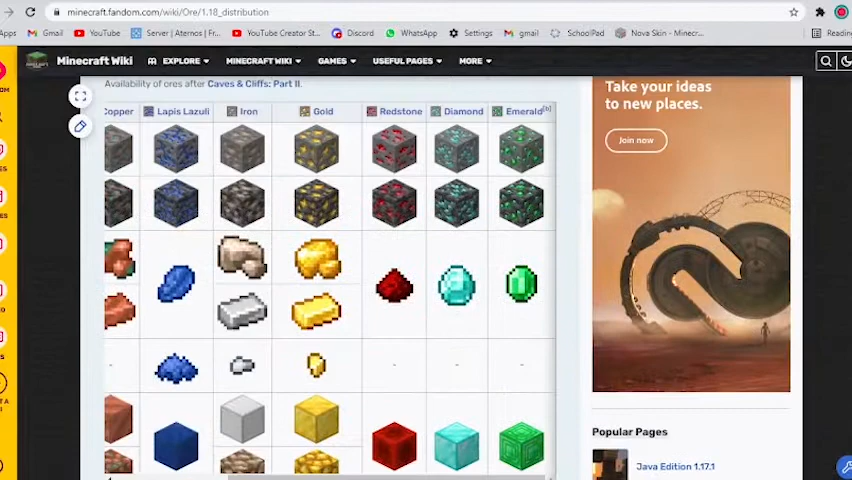 minecraft.fandom.com/wiki/Ore/1.18_distribution
Apps Gmail YouTube Server | Aternos | Fr... YouTube Creator St... Discord WhatsApp Settings gmail SchoolPad Nova Skin - Minecr... Reading
Minecraft Wiki EXPLORE MINECRAFT WIKI GAMES USEFUL PAGES MORE
Availability of ores after Caves & Cliffs: Part II.
Copper Lapis Lazuli Iron Gold Redstone Diamond Emerald[b]
Take your ideas
to new places.
Join now
Popular Pages
Java Edition 1.17.1